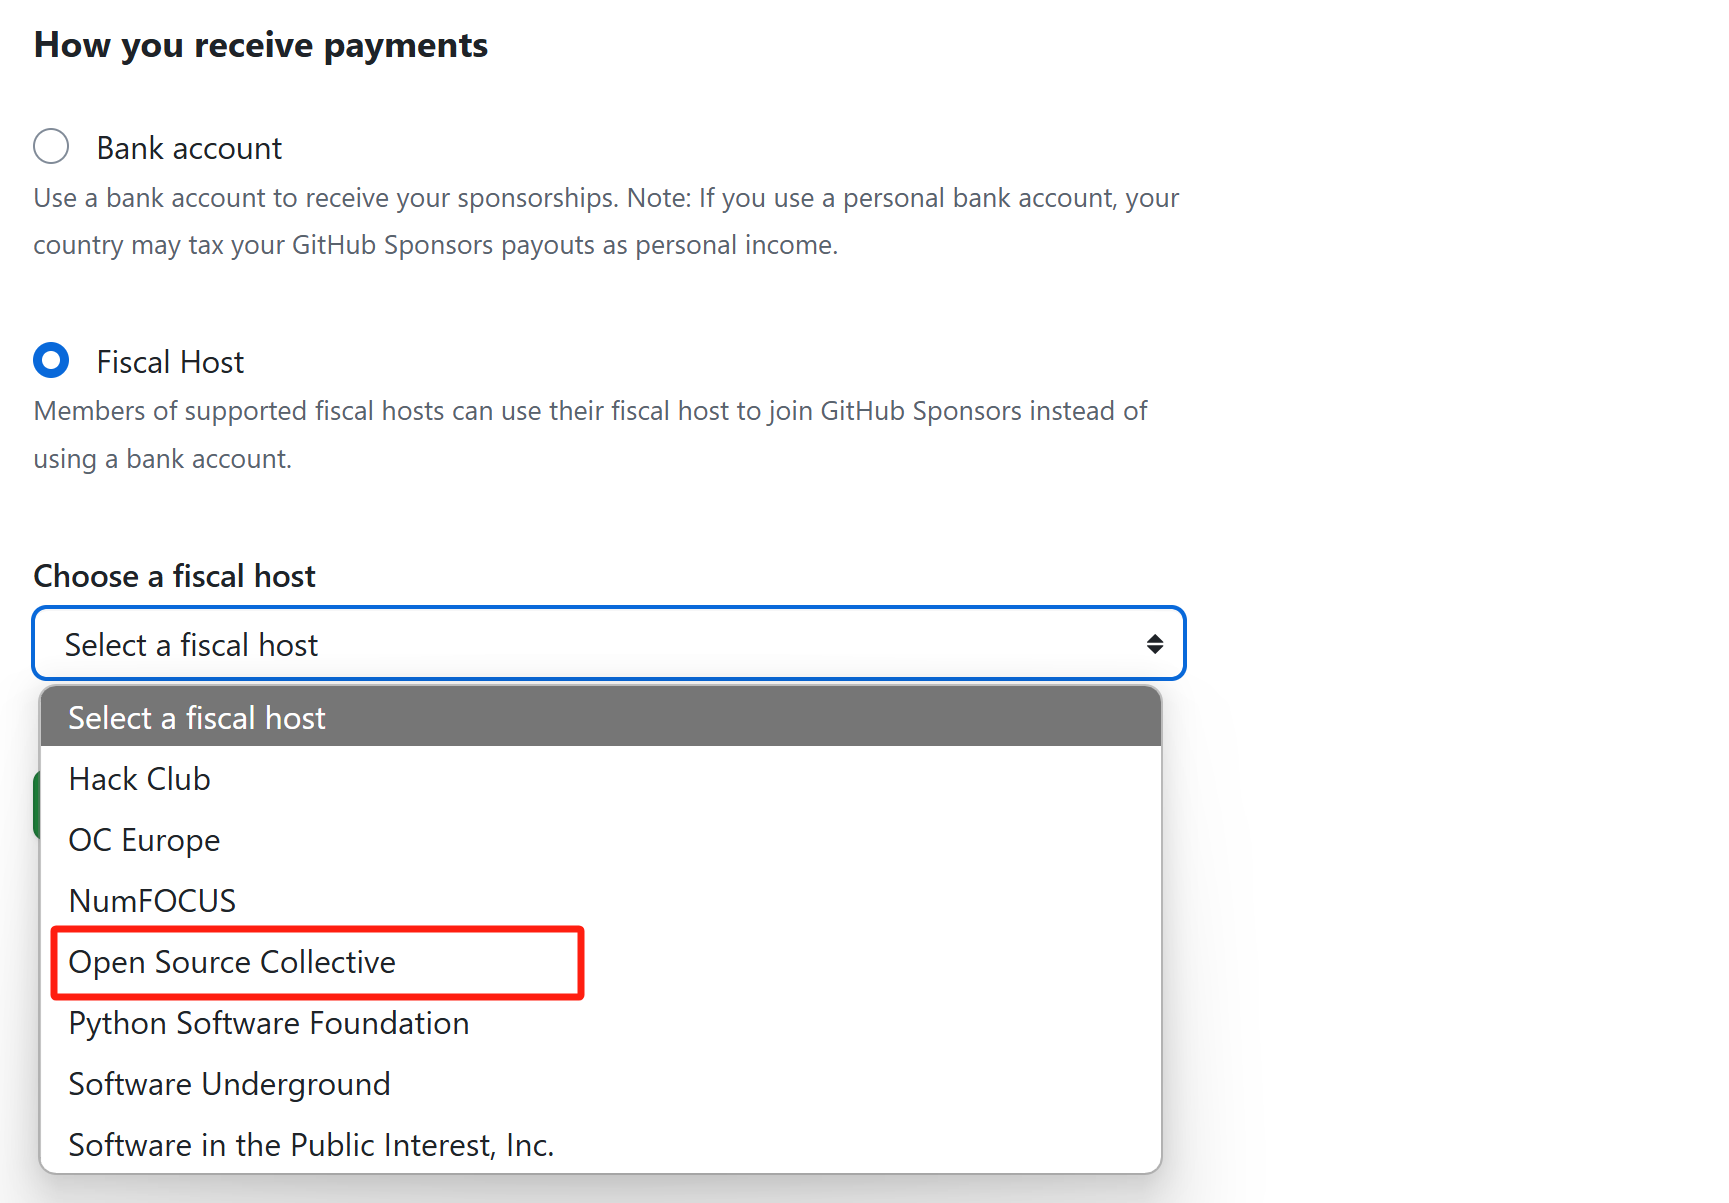 How you receive payments
Bank account
Use a bank account to receive your sponsorships. Note: If you use a personal bank account, your
country may tax your GitHub Sponsors payouts as personal income.
Fiscal Host
Members of supported fiscal hosts can use their fiscal host to join GitHub Sponsors instead of
using a bank account.
Choose a fiscal host
Select a fiscal host
Select a fiscal host
Hack Club
OC Europe
NumFOCUS
Open Source Collective
Python Software Foundation
Software Underground
Software in the Public Interest, Inc.